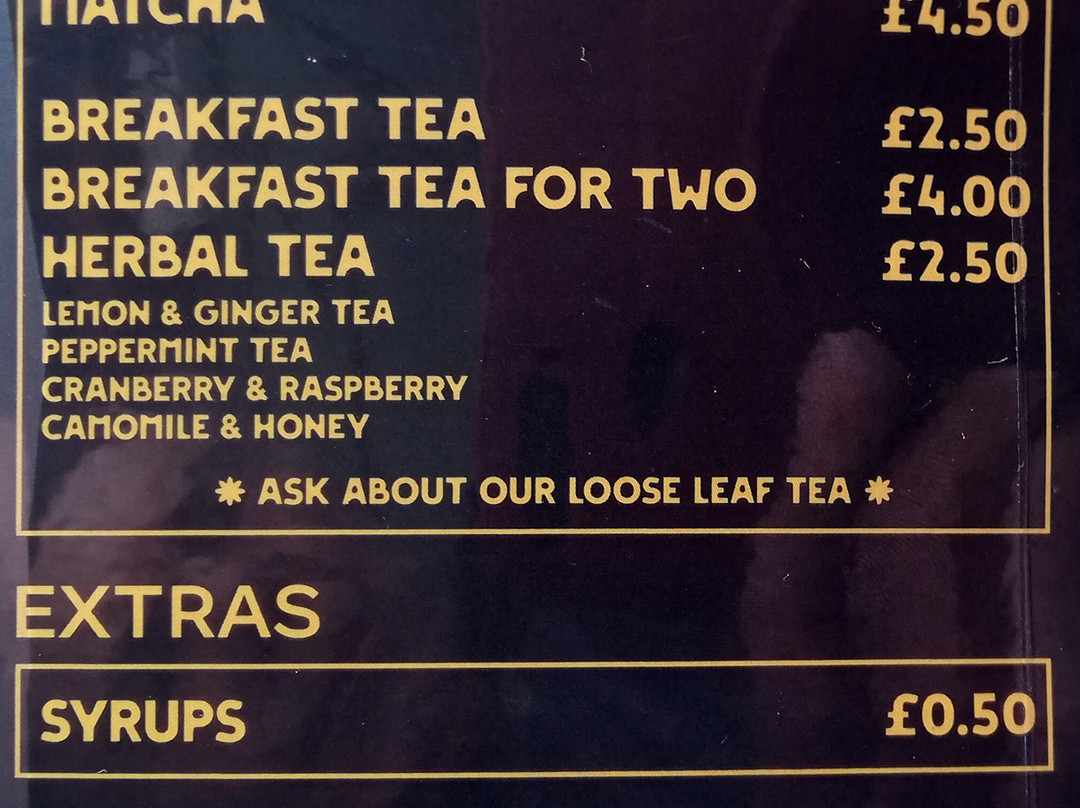 MATCHA £4.50
BREAKFAST TEA £2.50
BREAKFAST TEA FOR TWO £4.00
HERBAL TEA £2.50
LEMON & GINGER TEA
PEPPERMINT TEA
CRANBERRY & RASPBERRY
CAMOMILE & HONEY
✷ ASK ABOUT OUR LOOSE LEAF TEA ✷
EXTRAS
SYRUPS £0.50